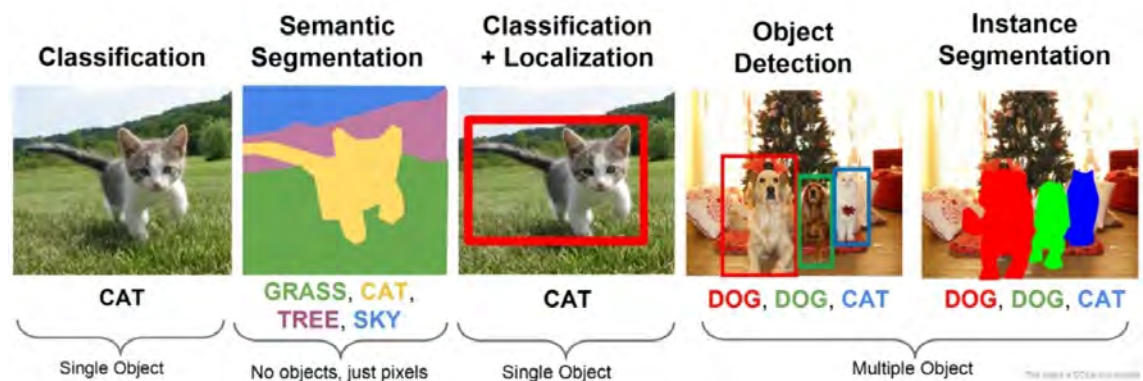 Classification
Semantic
Segmentation
Classification
+ Localization
Object
Detection
Instance
Segmentation
CAT
GRASS, CAT,
TREE, SKY
CAT
DOG, DOG, CAT
DOG, DOG, CAT
Single Object
No objects, just pixels
Single Object
Multiple Object